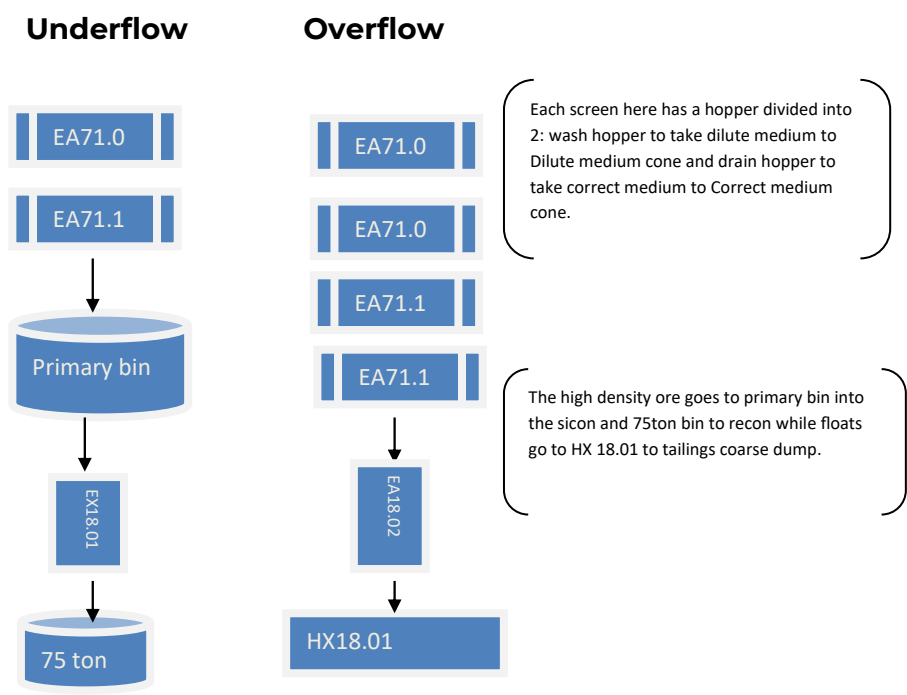 Underflow
Overflow
EA71.0
EA71.1
Primary bin
EX18.01
75 ton
EA71.0
EA71.0
EA71.1
EA71.1
EA18.02
HX18.01
Each screen here has a hopper divided into
2: wash hopper to take dilute medium to
Dilute medium cone and drain hopper to
take correct medium to Correct medium
cone.
The high density ore goes to primary bin into
the sicon and 75ton bin to recon while floats
go to HX 18.01 to tailings coarse dump.